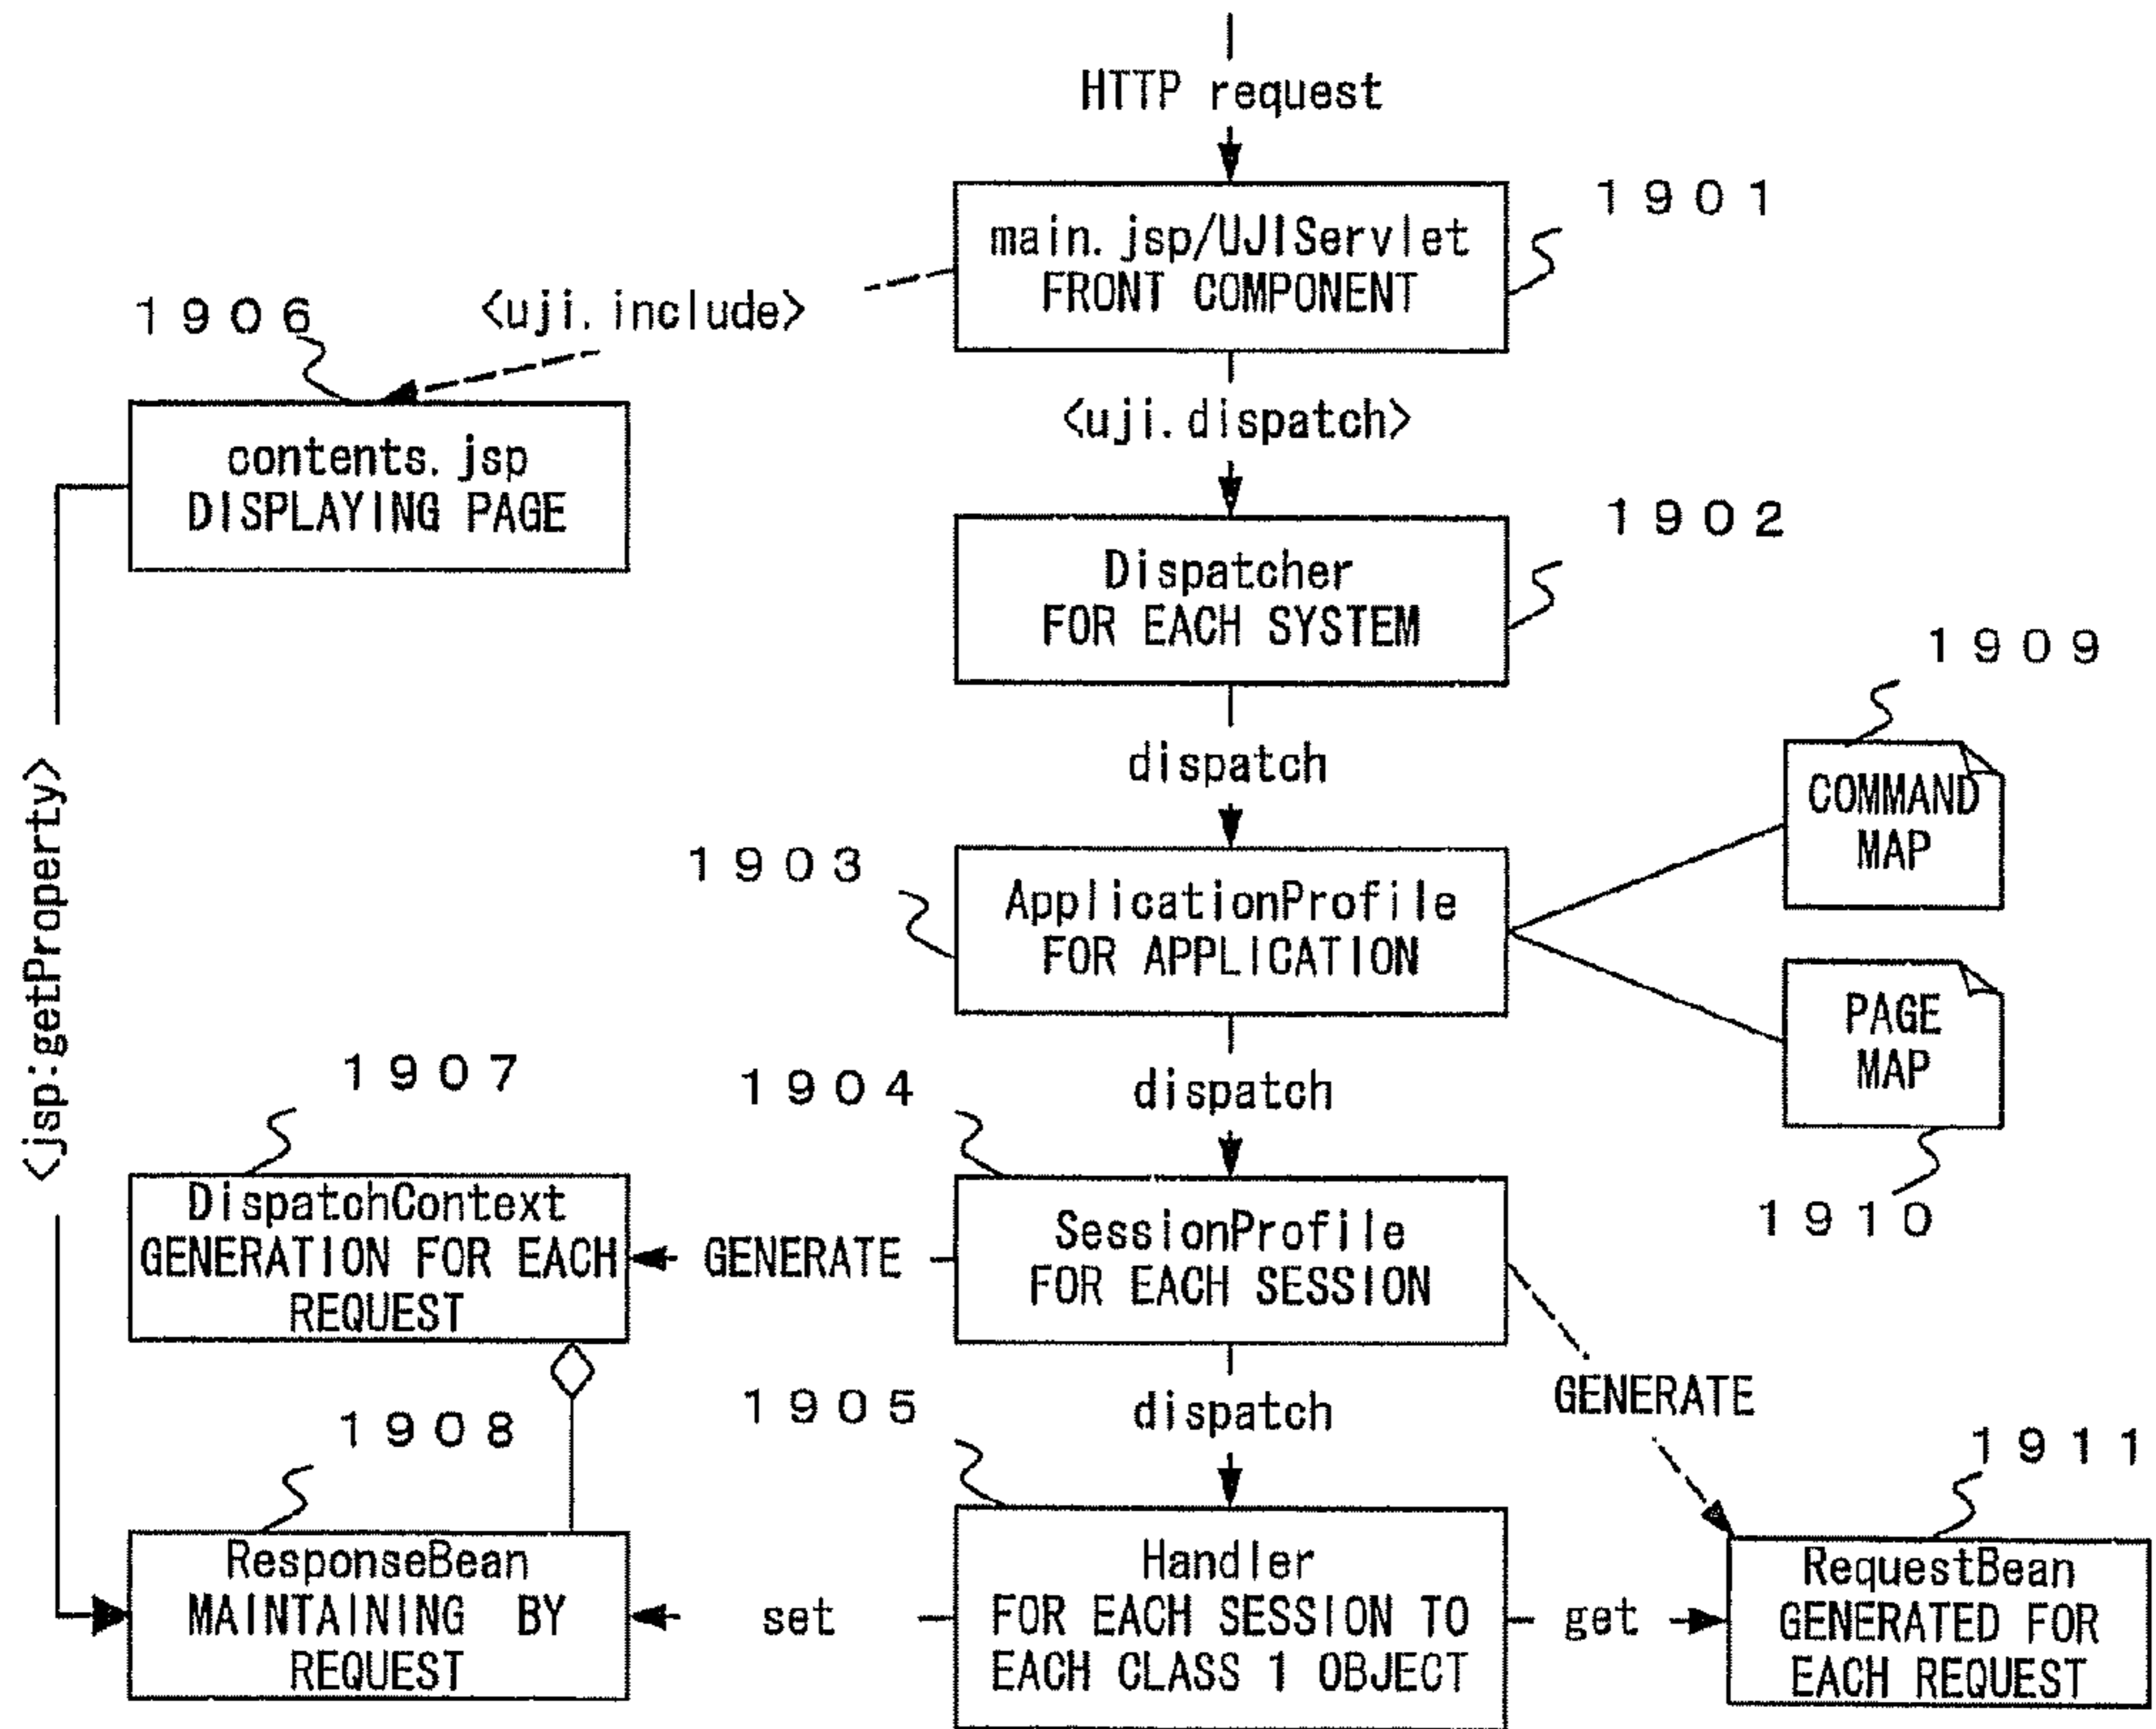 HTTP request
1901
main.jsp/UJIServlet
FRONT COMPONENT
1906
<uji.include>
contents.jsp
DISPLAYING PAGE
<uji.dispatch>
1902
Dispatcher
FOR EACH SYSTEM
1909
dispatch
COMMAND
MAP
1903
ApplicationProfile
FOR APPLICATION
<jsp:getProperty>
PAGE
MAP
1907
1904
dispatch
1910
DispatchContext
GENERATION FOR EACH
REQUEST
GENERATE
SessionProfile
FOR EACH SESSION
1908
1905
dispatch
GENERATE
1911
ResponseBean
MAINTAINING BY
REQUEST
set
Handler
FOR EACH SESSION TO
EACH CLASS 1 OBJECT
get
RequestBean
GENERATED FOR
EACH REQUEST